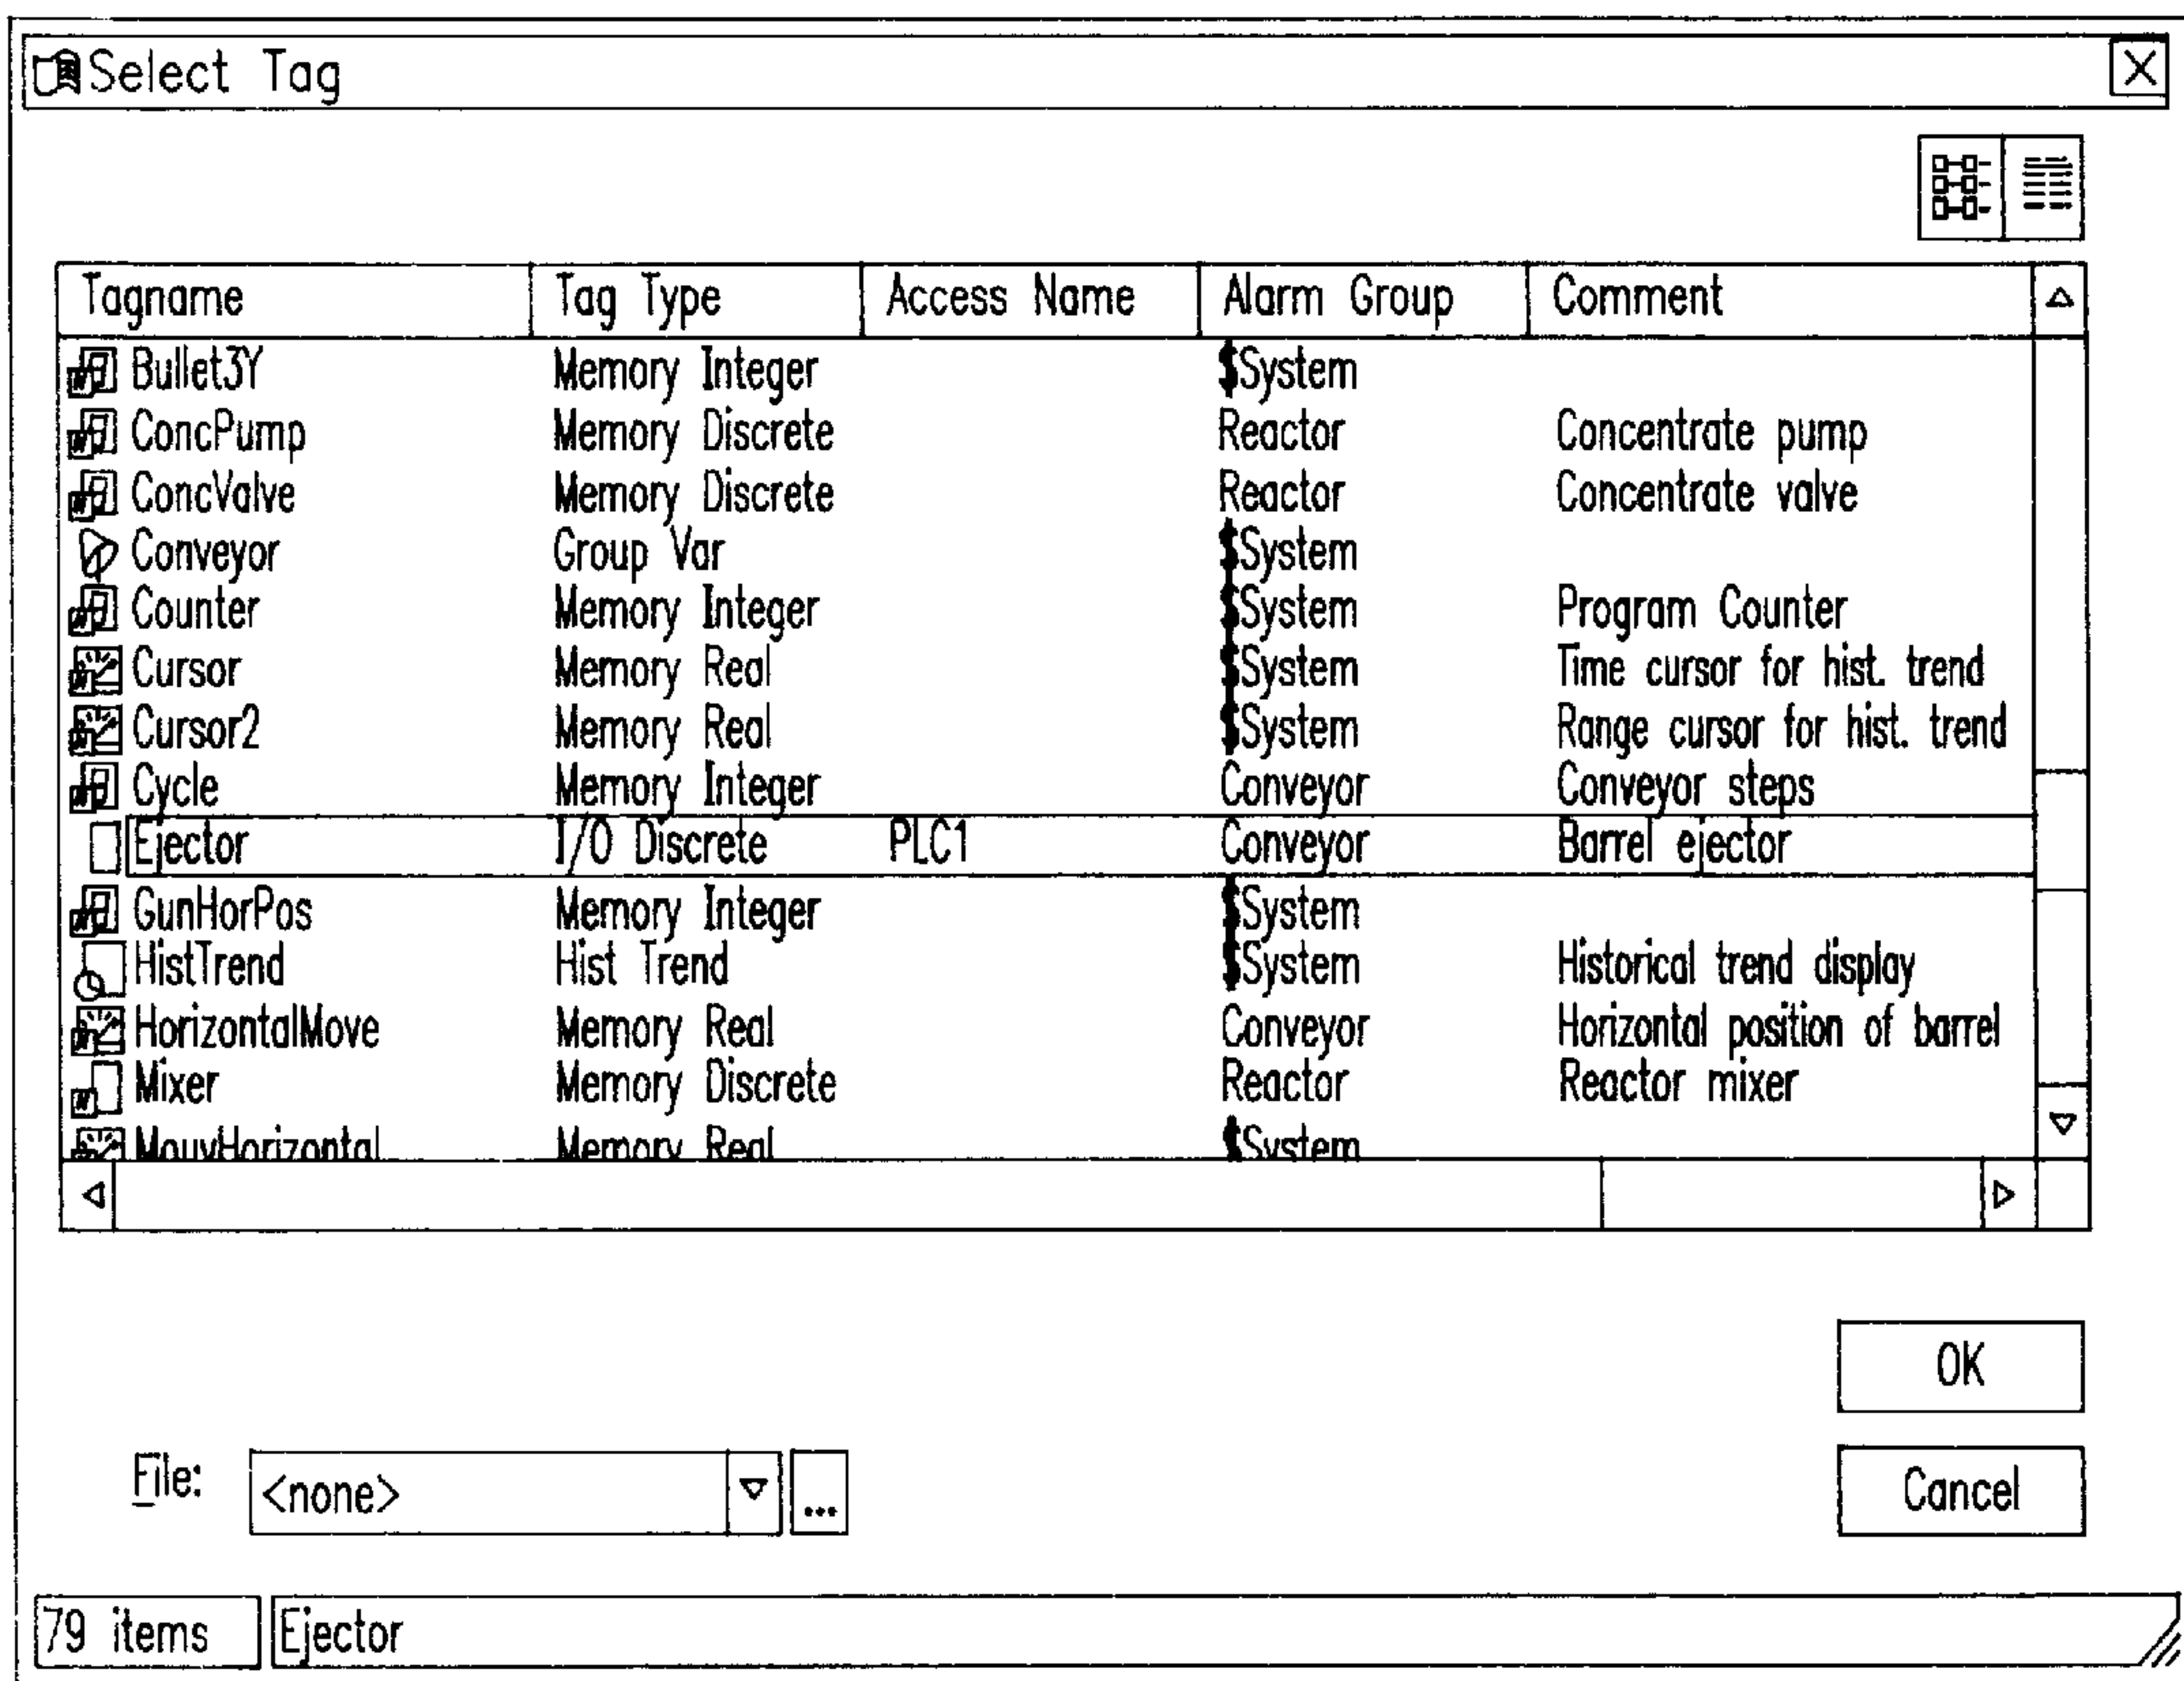 Select Tag
Tagname Tag Type Access Name Alarm Group Comment
Bullet3Y Memory Integer $System
ConcPump Memory Discrete Reactor Concentrate pump
ConcValve Memory Discrete Reactor Concentrate valve
Conveyor Group Var $System
Counter Memory Integer $System Program Counter
Cursor Memory Real $System Time cursor for hist. trend
Cursor2 Memory Real $System Range cursor for hist. trend
Cycle Memory Integer Conveyor Conveyor steps
Ejector I/O Discrete PLC1 Conveyor Barrel ejector
GunHorPos Memory Integer $System
HistTrend Hist Trend $System Historical trend display
HorizontalMove Memory Real Conveyor Horizontal position of barrel
Mixer Memory Discrete Reactor Reactor mixer
MouvHorizontal Memory Real $System
OK
File: <none> ...
Cancel
79 items Ejector